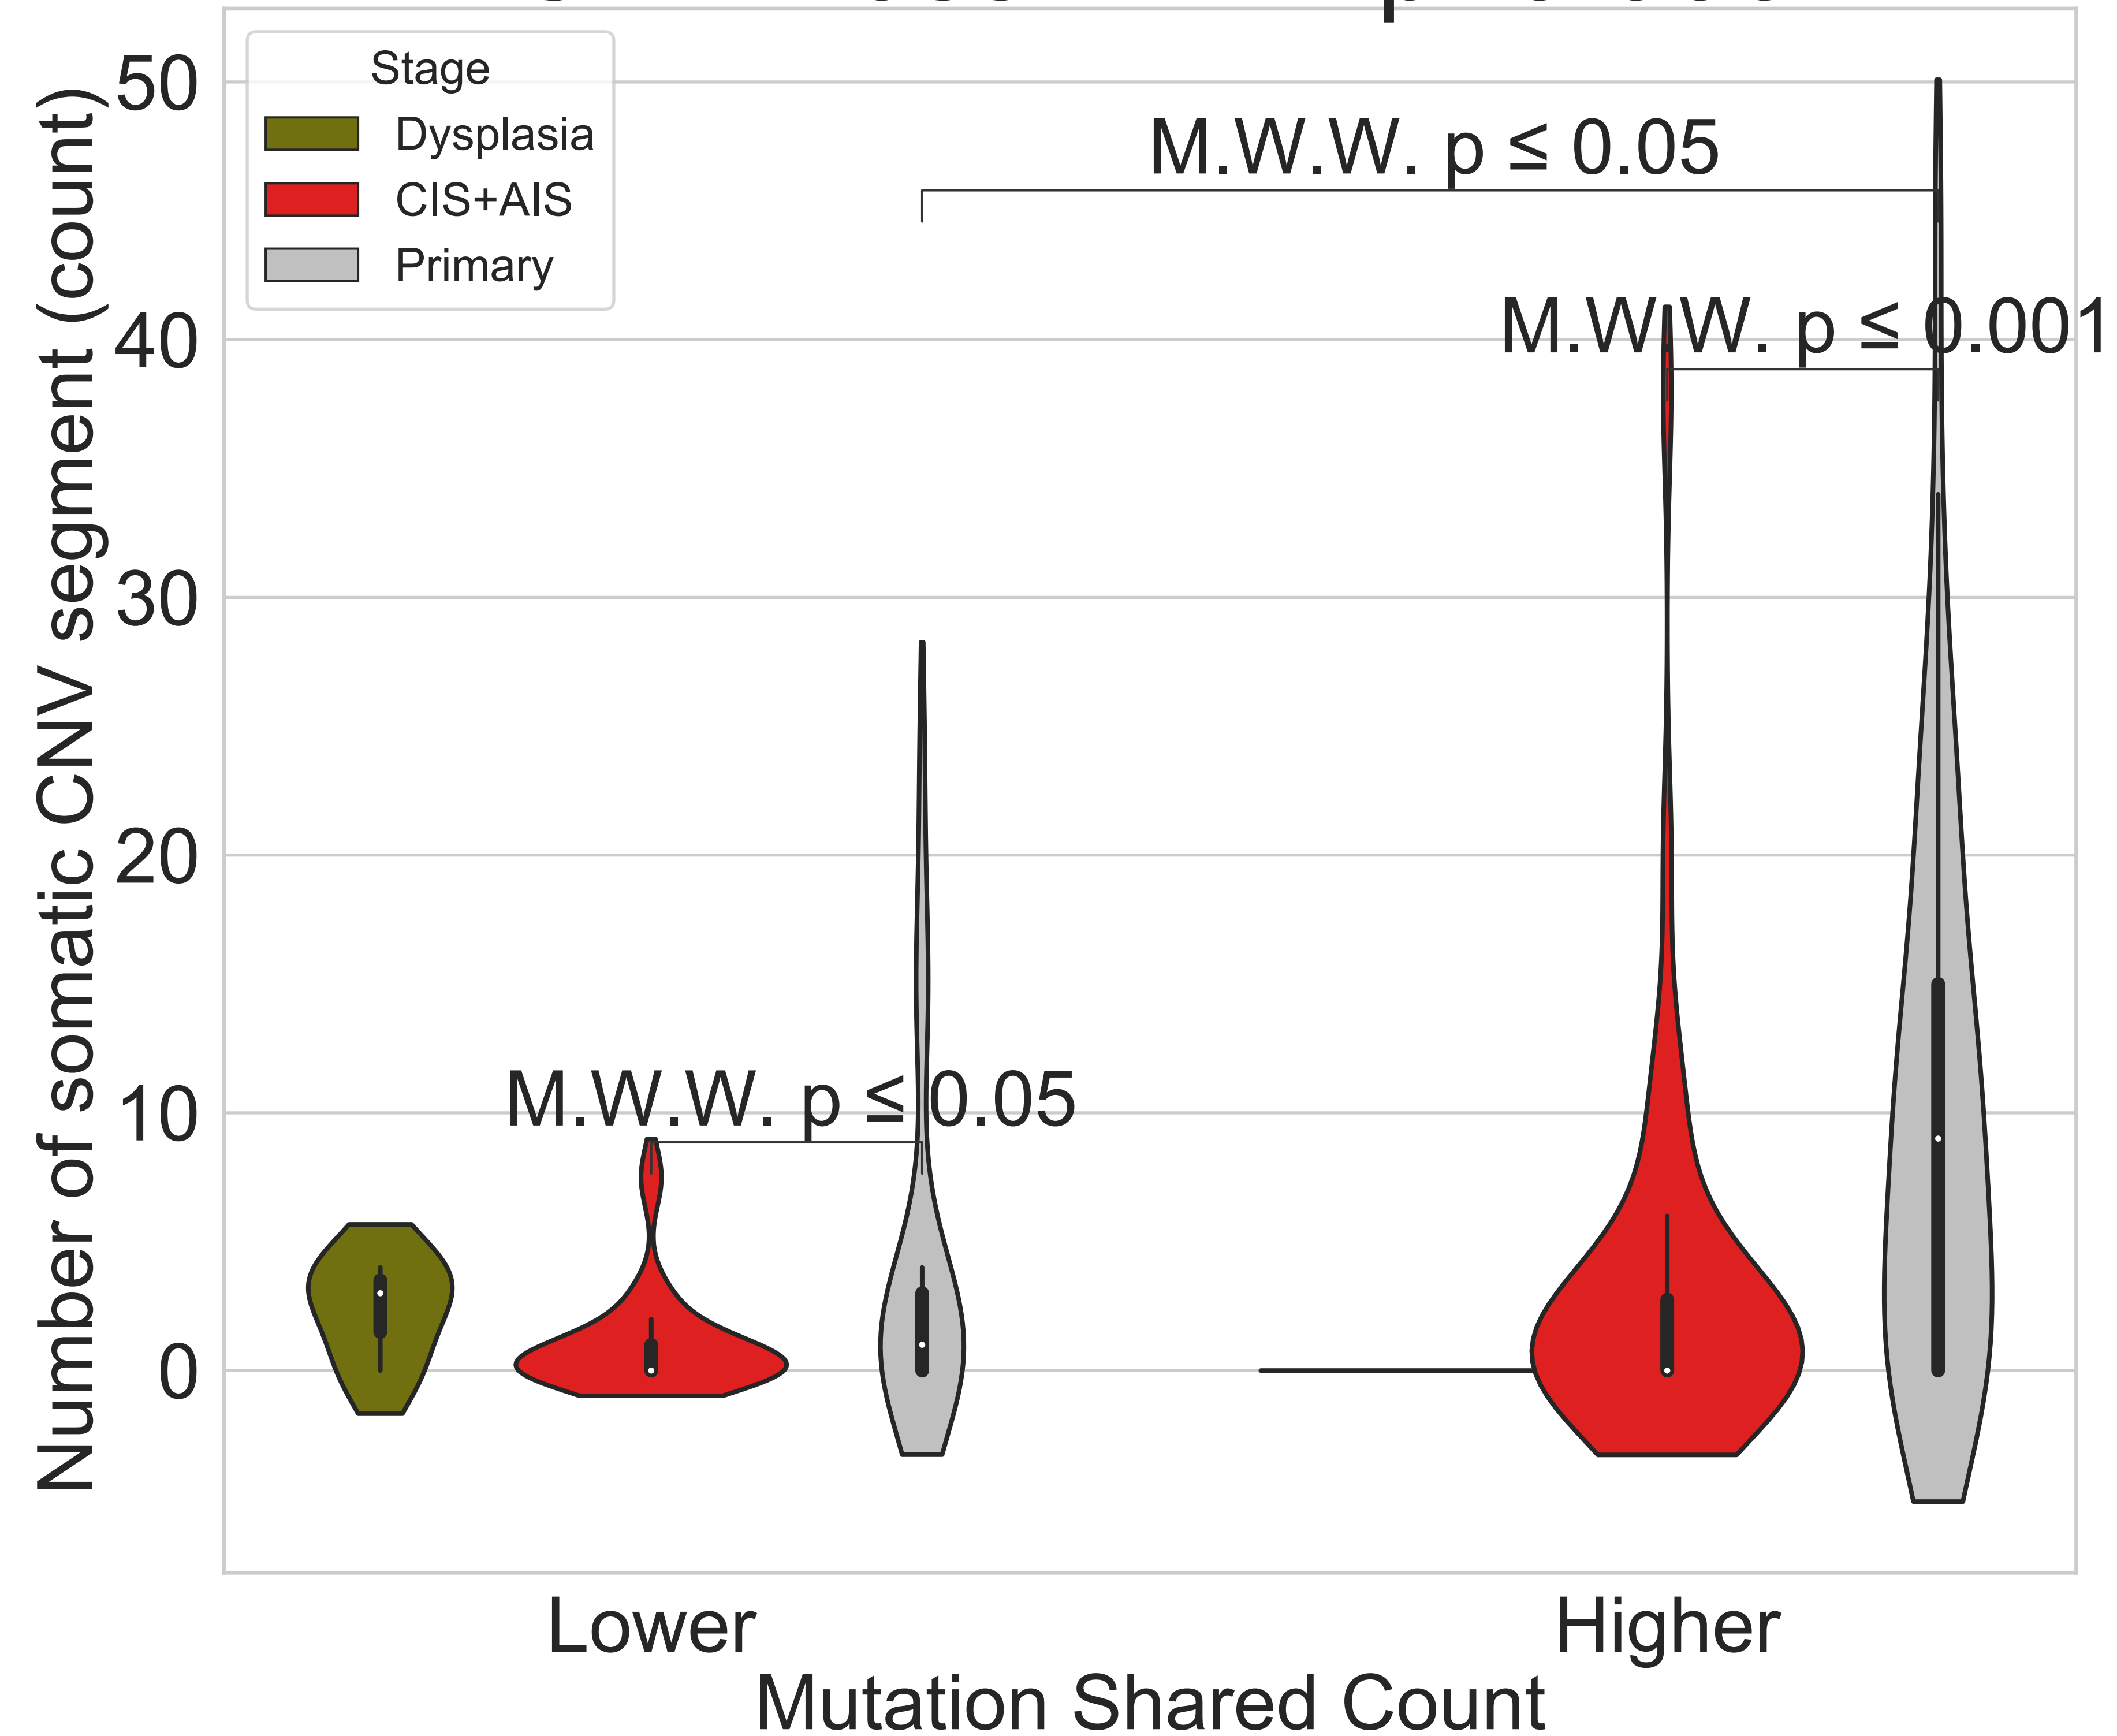 Stage
Dysplasia
CIS+AIS
Primary
Number of somatic CNV segment (count)
50
40
30
20
10
0
M.W.W. p ≤ 0.05
M.W.W. p ≤ 0.001
M.W.W. p ≤ 0.05
Lower
Higher
Mutation Shared Count